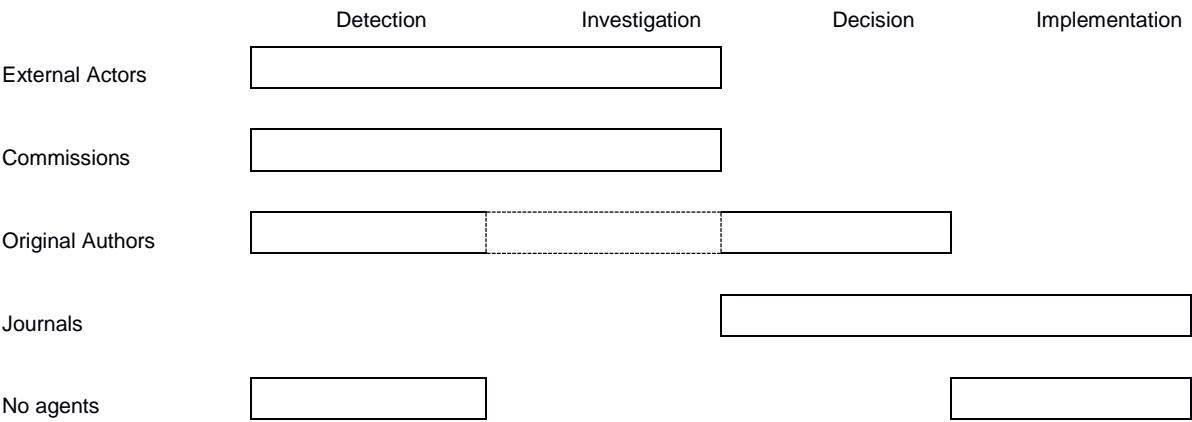 Detection Investigation Decision Implementation
External Actors
Commissions
Original Authors
Journals
No agents